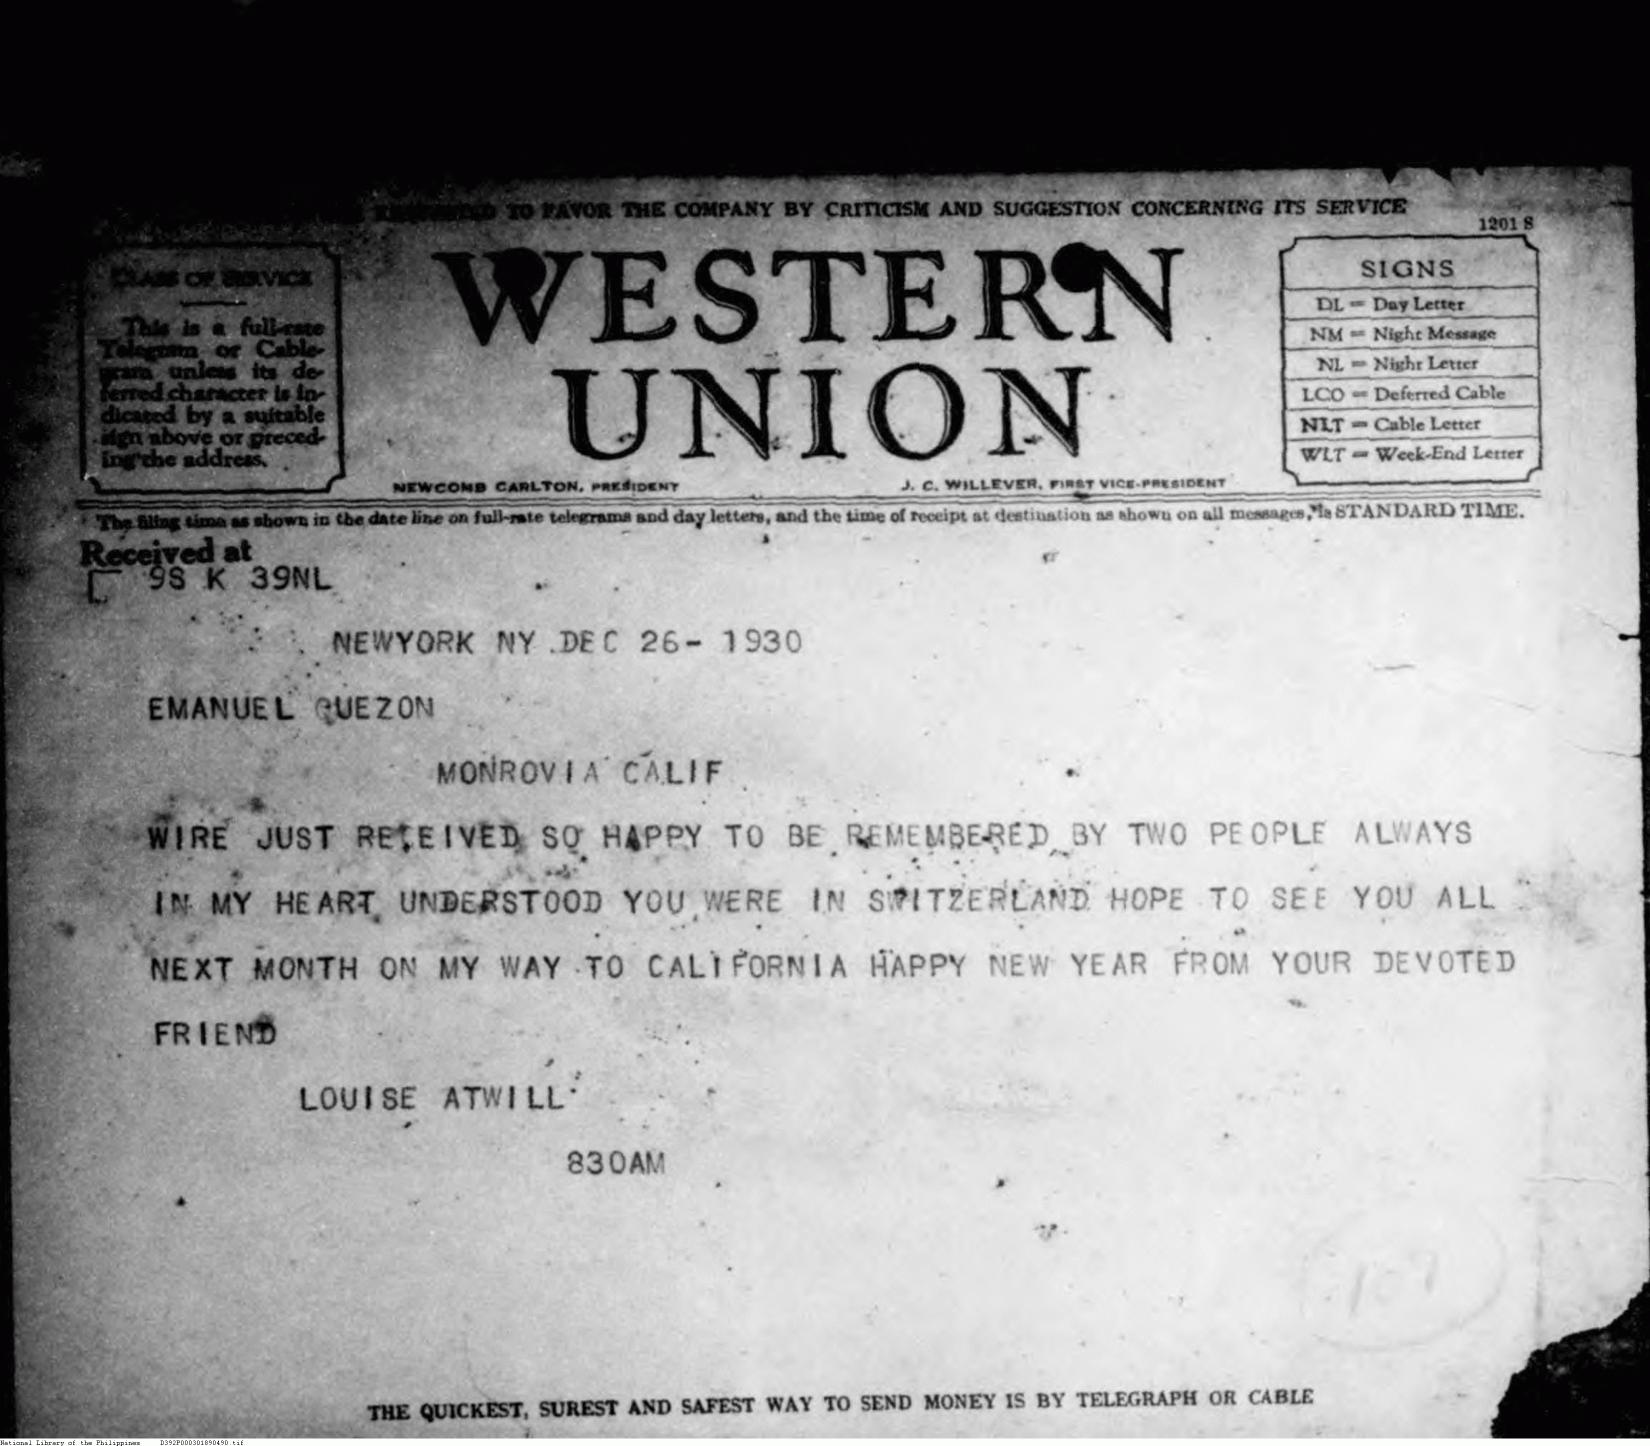 TO FAVOR THE COMPANY BY CRITICISM AND SUGGESTION CONCERNING ITS SERVICE
1201 S
CLASS OF SERVICE
This is a full-rate
Telegram or Cable-
gram unless its de-
ferred character is in-
dicated by a suitable
sign above or preced-
ing the address.
WESTERN
UNION
NEWCOMB CARLTON, PRESIDENT
J. C. WILLEVER, FIRST VICE-PRESIDENT
SIGNS
DL = Day Letter
NM = Night Message
NL = Night Letter
LCO = Deferred Cable
NLT = Cable Letter
WLT = Week-End Letter
The filing time as shown in the date line on full-rate telegrams and day letters, and the time of receipt at destination as shown on all messages, is STANDARD TIME.
Received at
9S K 39NL
NEWYORK NY DEC 26- 1930
EMANUEL QUEZON
MONROVIA CALIF
WIRE JUST RECEIVED SO HAPPY TO BE REMEMBERED BY TWO PEOPLE ALWAYS
IN MY HEART UNDERSTOOD YOU WERE IN SWITZERLAND HOPE TO SEE YOU ALL
NEXT MONTH ON MY WAY TO CALIFORNIA HAPPY NEW YEAR FROM YOUR DEVOTED
FRIEND
LOUISE ATWILL
830AM
THE QUICKEST, SUREST AND SAFEST WAY TO SEND MONEY IS BY TELEGRAPH OR CABLE
National Library of the Philippines D392P000301890490.tif